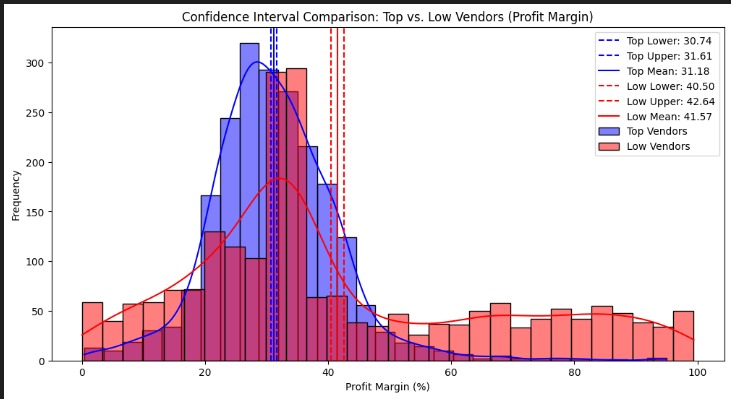 Confidence Interval Comparison: Top vs. Low Vendors (Profit Margin)
Top Lower: 30.74
Top Upper: 31.61
Top Mean: 31.18
Low Lower: 40.50
Low Upper: 42.64
Low Mean: 41.57
Top Vendors
Low Vendors
Frequency
300
250
200
150
100
50
0
0 20 40 60 80 100
Profit Margin (%)